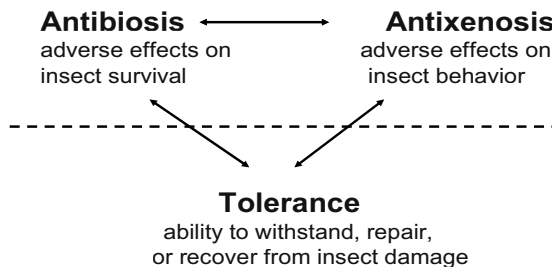 Antibiosis
adverse effects on
insect survival
Antixenosis
adverse effects on
insect behavior
Tolerance
ability to withstand, repair,
or recover from insect damage